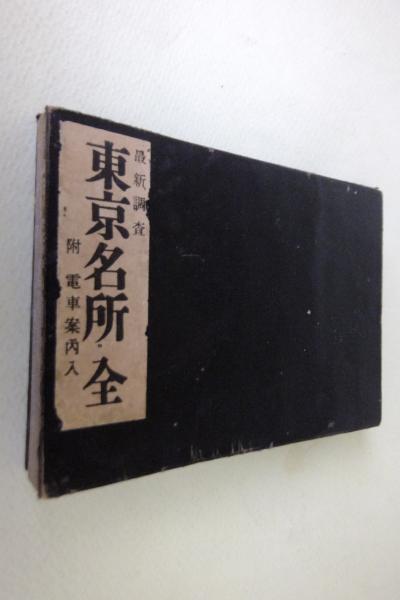 最新調査
東京名所・全
附 電車案内入